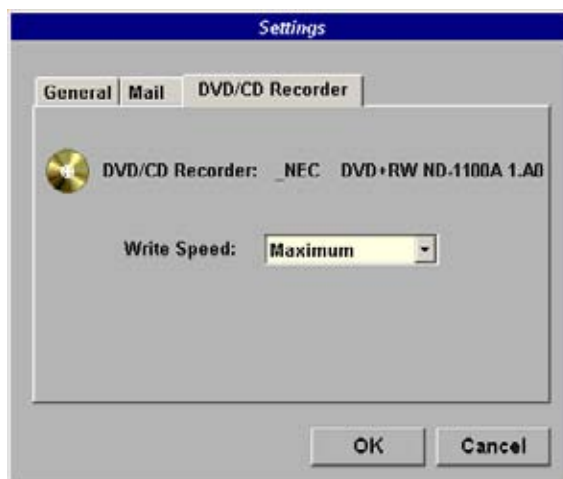 Settings
General Mail DVD/CD Recorder
DVD/CD Recorder: _NEC DVD+RW ND-1100A 1.A0
Write Speed: Maximum
OK Cancel